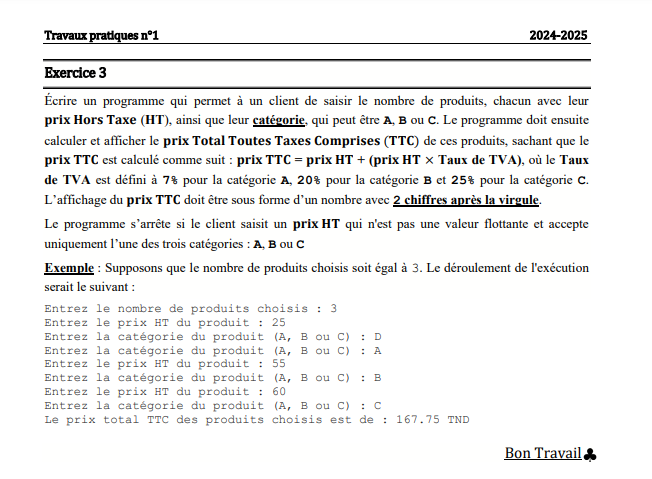 Travaux pratiques n°1 2024-2025
Exercice 3
Écrire un programme qui permet à un client de saisir le nombre de produits, chacun avec leur
prix Hors Taxe (HT), ainsi que leur catégorie, qui peut être A, B ou C. Le programme doit ensuite
calculer et afficher le prix Total Toutes Taxes Comprises (TTC) de ces produits, sachant que le
prix TTC est calculé comme suit : prix TTC = prix HT + (prix HT × Taux de TVA), où le Taux
de TVA est défini à 7% pour la catégorie A, 20% pour la catégorie B et 25% pour la catégorie C.
L'affichage du prix TTC doit être sous forme d'un nombre avec 2 chiffres après la virgule.
Le programme s'arrête si le client saisit un prix HT qui n'est pas une valeur flottante et accepte
uniquement l'une des trois catégories : A, B ou C
Exemple : Supposons que le nombre de produits choisis soit égal à 3. Le déroulement de l'exécution
serait le suivant :
Entrez le nombre de produits choisis : 3
Entrez le prix HT du produit : 25
Entrez la catégorie du produit (A, B ou C) : D
Entrez la catégorie du produit (A, B ou C) : A
Entrez le prix HT du produit : 55
Entrez la catégorie du produit (A, B ou C) : B
Entrez le prix HT du produit : 60
Entrez la catégorie du produit (A, B ou C) : C
Le prix total TTC des produits choisis est de : 167.75 TND
Bon Travail♣